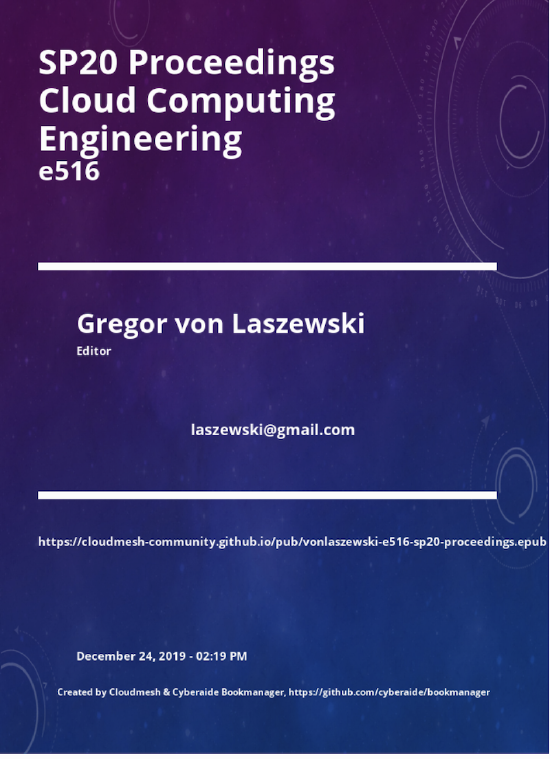 SP20 Proceedings
Cloud Computing
Engineering
e516
Gregor von Laszewski
Editor
laszewski@gmail.com
https://cloudmesh-community.github.io/pub/vonlaszewski-e516-sp20-proceedings.epub
December 24, 2019 - 02:19 PM
Created by Cloudmesh & Cyberaide Bookmanager, https://github.com/cyberaide/bookmanager